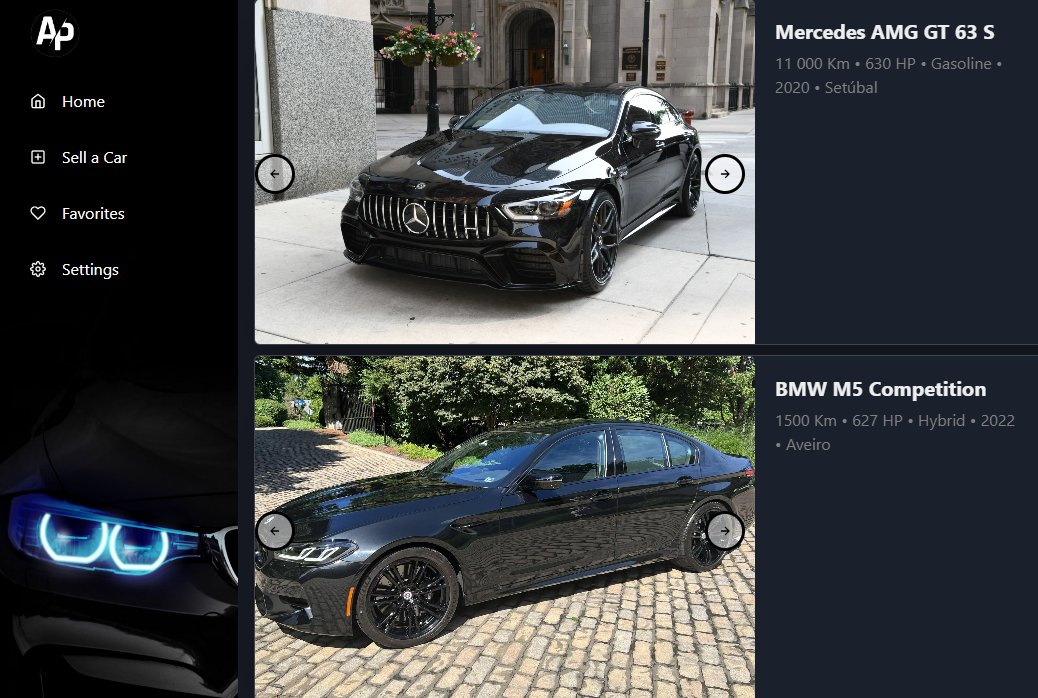 AP
Home
Sell a Car
Favorites
Settings
Mercedes AMG GT 63 S
11 000 Km • 630 HP • Gasoline •
2020 • Setúbal
BMW M5 Competition
1500 Km • 627 HP • Hybrid • 2022
• Aveiro